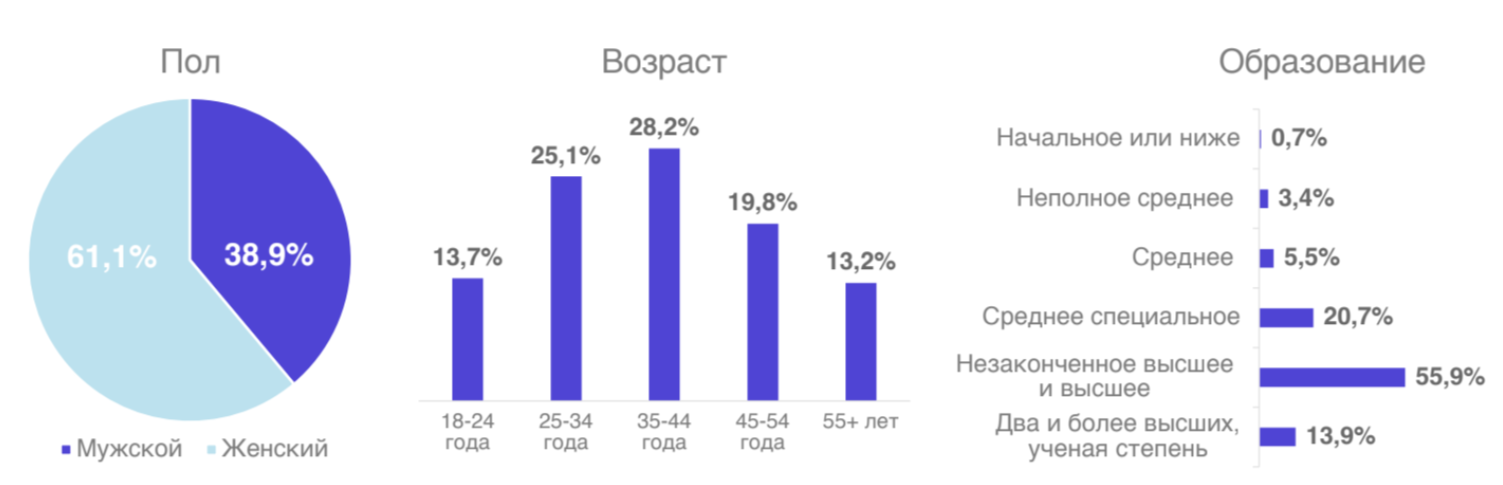 Пол
61,1%
38,9%
Мужской
Женский
Возраст
13,7%
25,1%
28,2%
19,8%
13,2%
18-24
года
25-34
года
35-44
года
45-54
года
55+ лет
Образование
Начальное или ниже
0,7%
Неполное среднее
3,4%
Среднее
5,5%
Среднее специальное
20,7%
Незаконченное высшее
и высшее
55,9%
Два и более высших,
ученая степень
13,9%